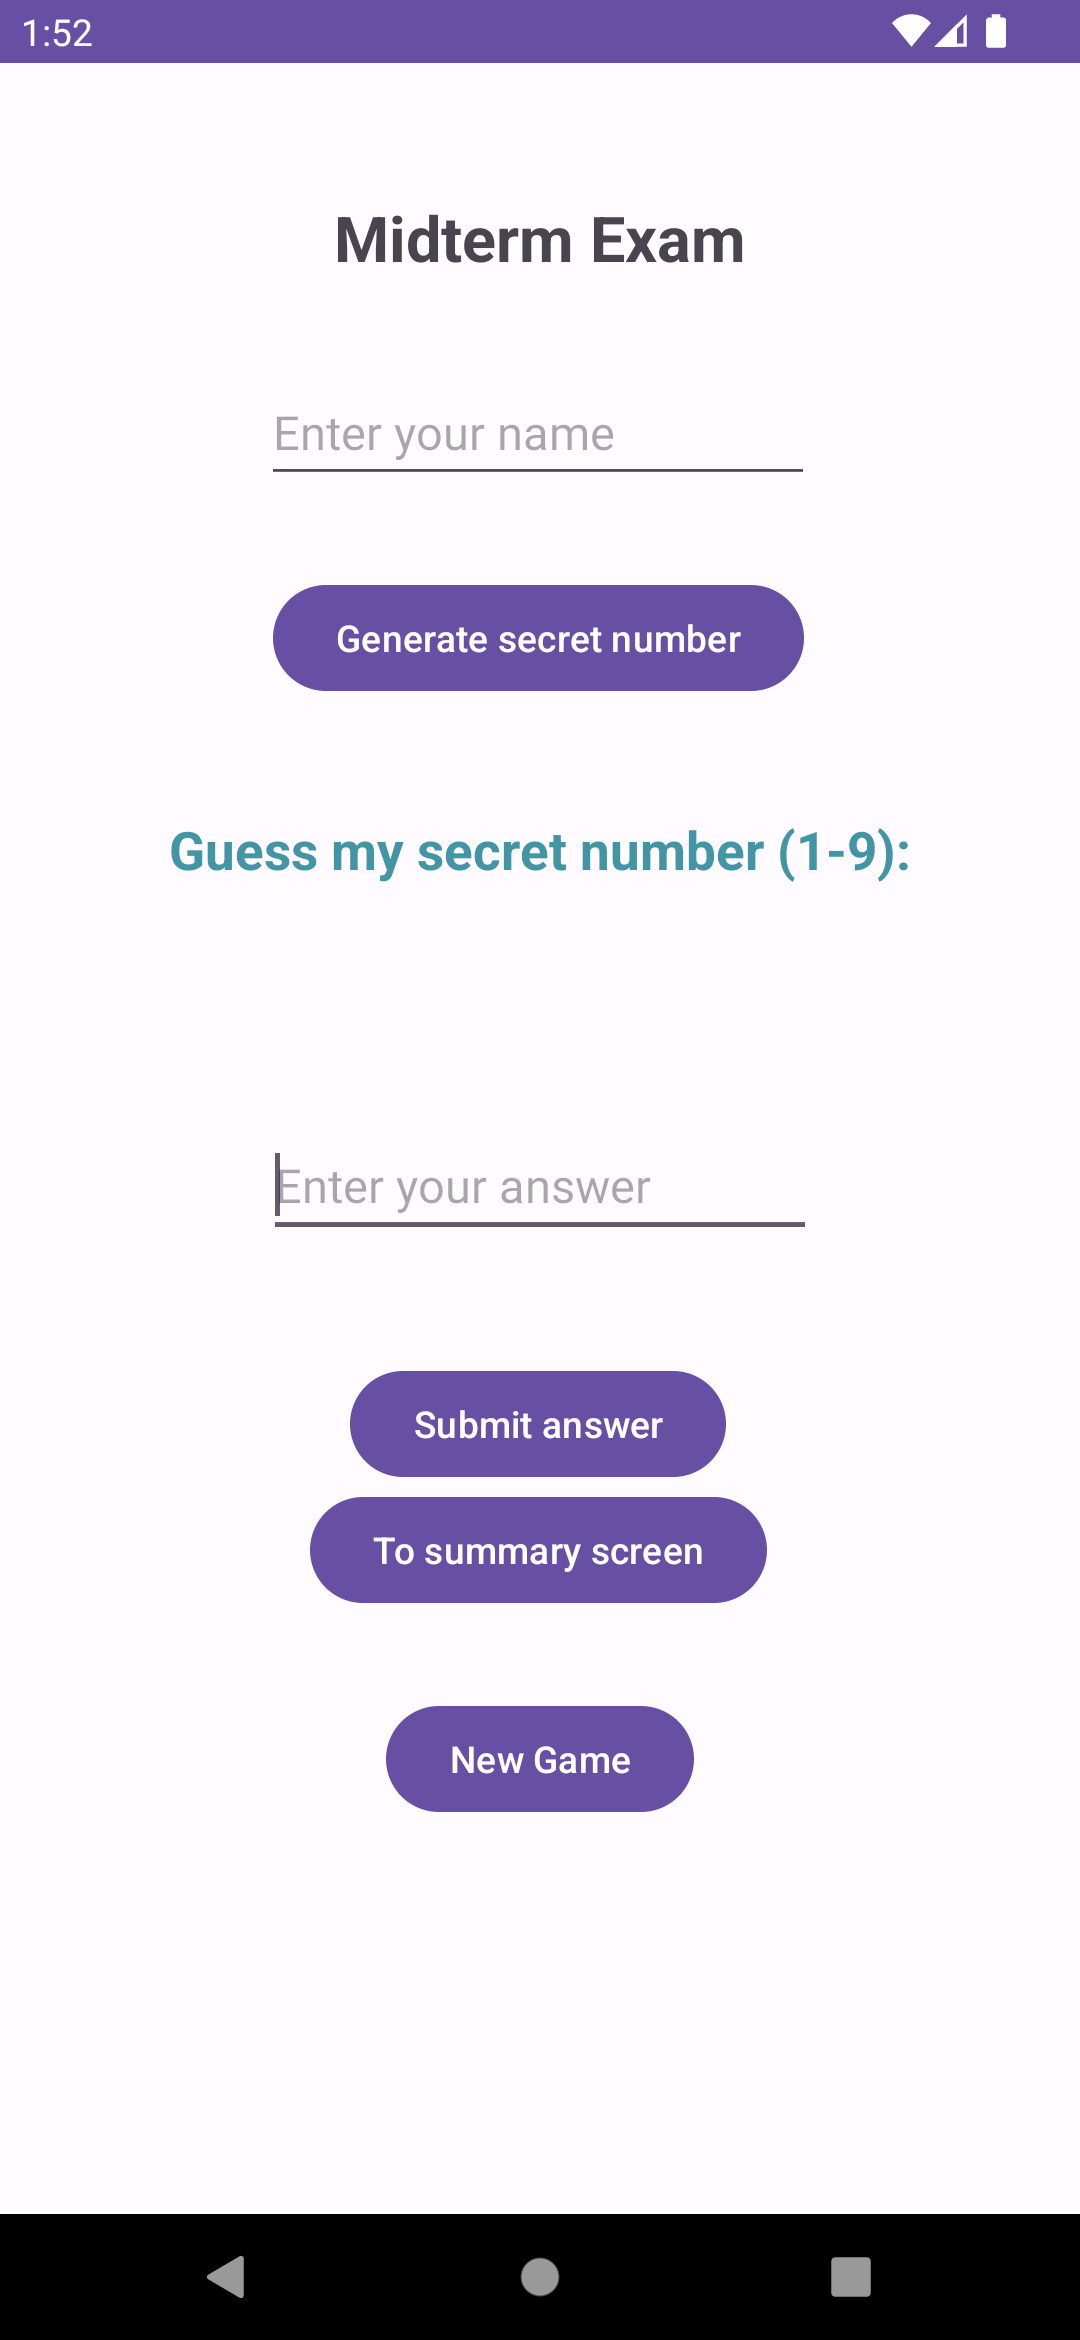 1:52
Midterm Exam
Enter your name
Generate secret number
Guess my secret number (1-9):
Enter your answer
Submit answer
To summary screen
New Game